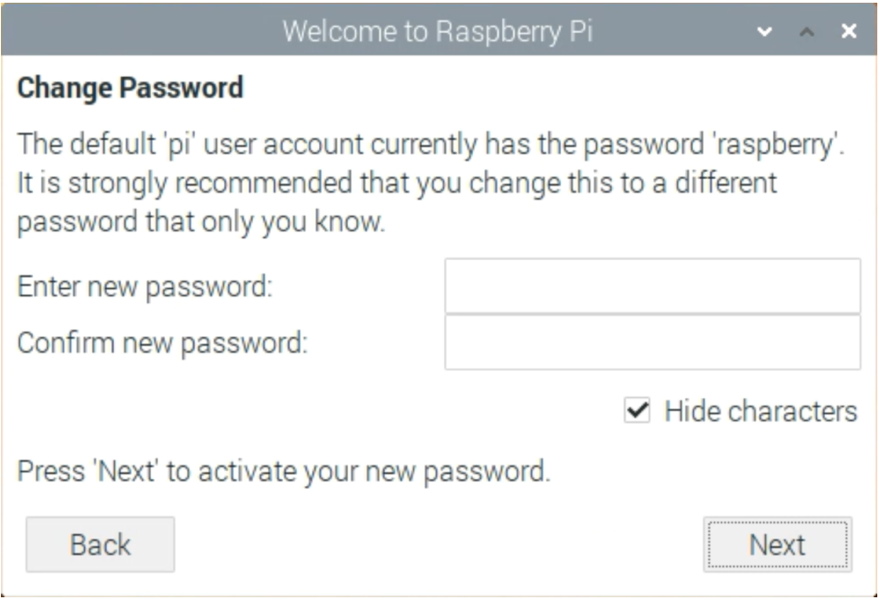 Welcome to Raspberry Pi
Change Password
The default 'pi' user account currently has the password 'raspberry'.
It is strongly recommended that you change this to a different
password that only you know.
Enter new password:
Confirm new password:
Hide characters
Press 'Next' to activate your new password.
Back
Next